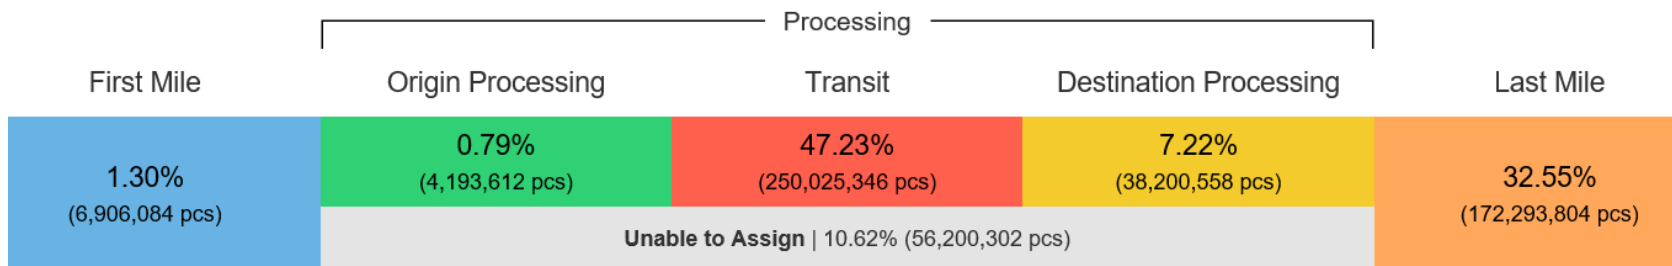 Processing
First Mile
Origin Processing
Transit
Destination Processing
Last Mile
1.30%
(6,906,084 pcs)
0.79%
(4,193,612 pcs)
47.23%
(250,025,346 pcs)
7.22%
(38,200,558 pcs)
32.55%
(172,293,804 pcs)
Unable to Assign | 10.62% (56,200,302 pcs)